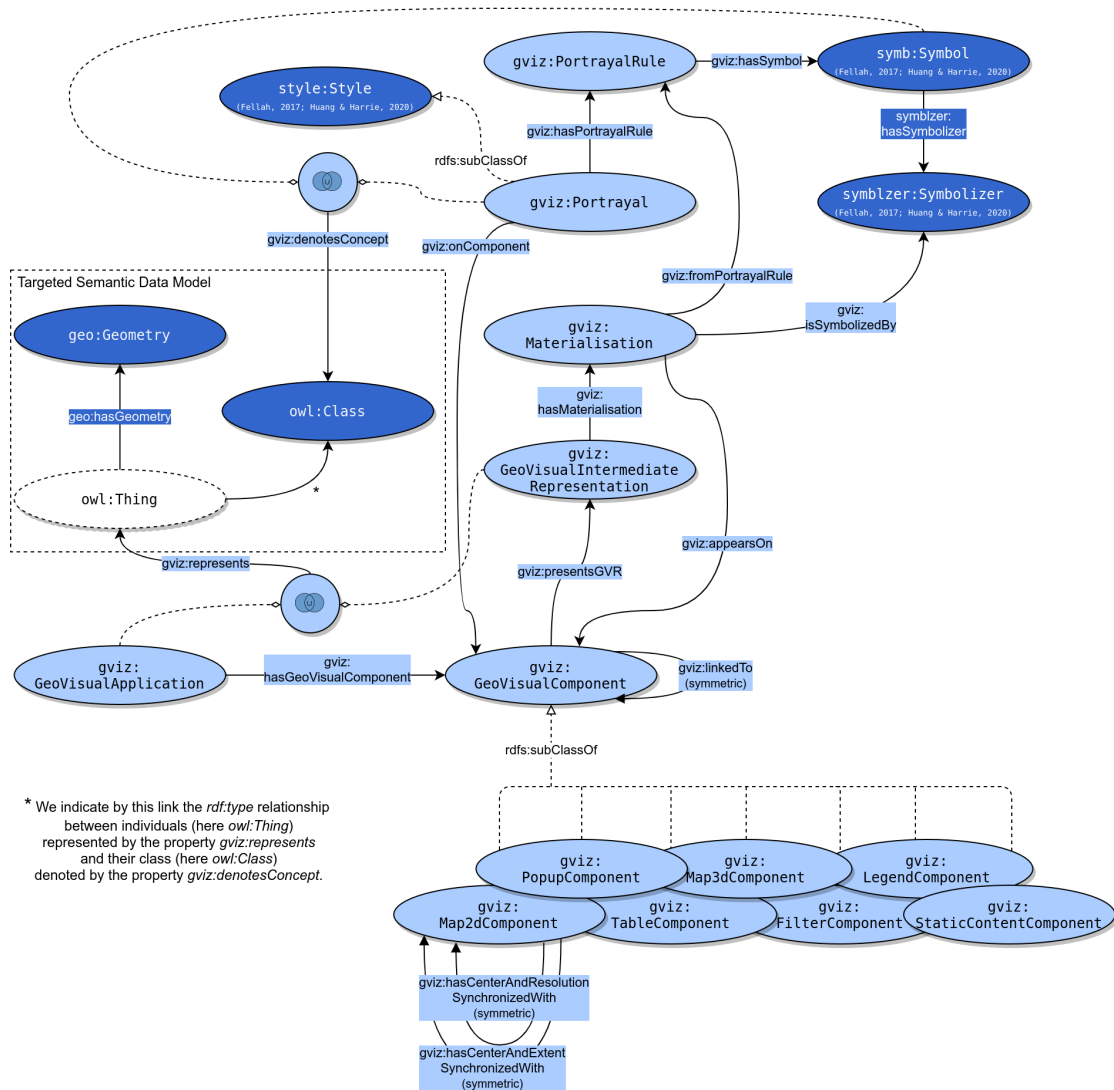 gviz:PortrayalRule
gviz:hasSymbol
symb:Symbol
(Fellah, 2017; Huang & Harrie, 2020)
style:Style
(Fellah, 2017; Huang & Harrie, 2020)
gviz:hasPortrayalRule
symblzer:
hasSymbolizer
rdfs:subClassOf
U
gviz:Portrayal
symblzer:Symbolizer
(Fellah, 2017; Huang & Harrie, 2020)
gviz:denotesConcept
gviz:onComponent
gviz:fromPortrayalRule
Targeted Semantic Data Model
geo:Geometry
gviz:
Materialisation
gviz:
isSymbolizedBy
geo:hasGeometry
owl:Class
gviz:
hasMaterialisation
gviz:
GeoVisualIntermediate
Representation
owl:Thing
*
gviz:represents
gviz:appearsOn
gviz:presentsGVR
U
gviz:
GeoVisualApplication
gviz:
hasGeoVisualComponent
gviz:
GeoVisualComponent
gviz:linkedTo
(symmetric)
rdfs:subClassOf
* We indicate by this link the rdf:type relationship
between individuals (here owl:Thing)
represented by the property gviz:represents
and their class (here owl:Class)
denoted by the property gviz:denotesConcept.
gviz:
PopupComponent
gviz:
Map3dComponent
gviz:
LegendComponent
gviz:
Map2dComponent
gviz:
TableComponent
gviz:
FilterComponent
gviz:
StaticContentComponent
gviz:hasCenterAndResolution
SynchronizedWith
(symmetric)
gviz:hasCenterAndExtent
SynchronizedWith
(symmetric)